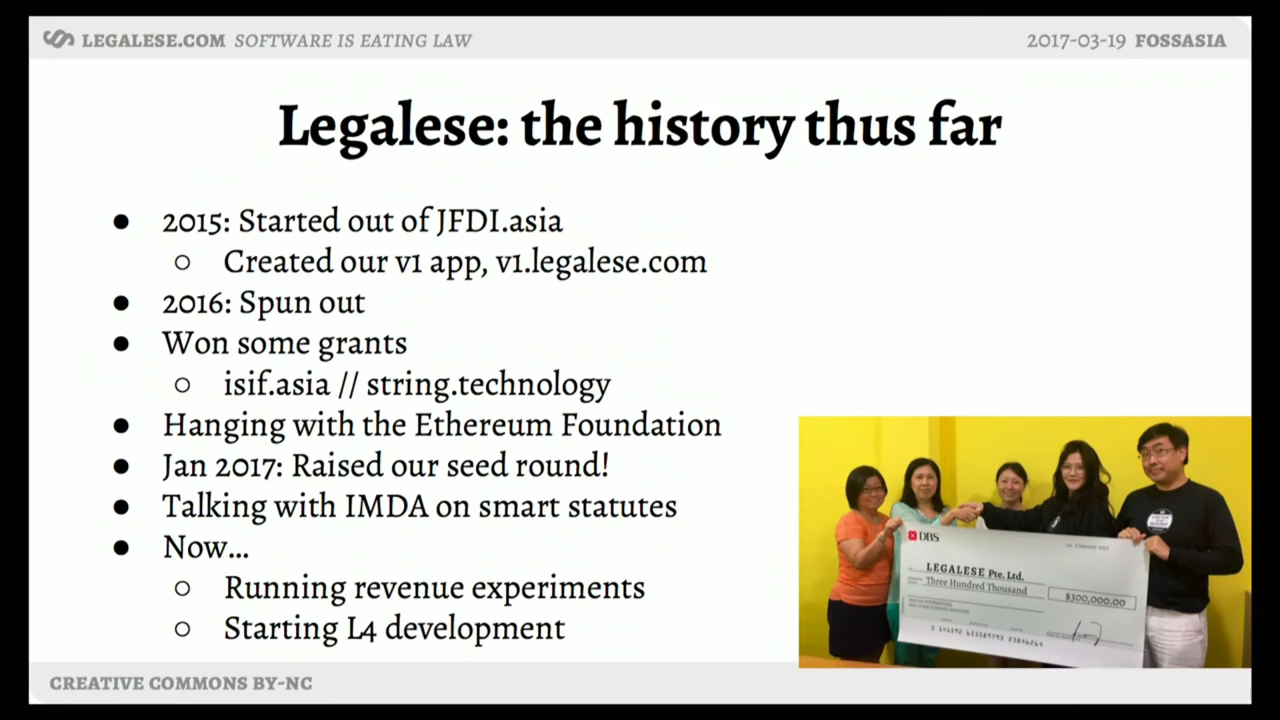 LEGALESE.COM SOFTWARE IS EATING LAW
2017-03-19 FOSSASIA
Legalese: the history thus far
● 2015: Started out of JFDI.asia
○ Created our v1 app, v1.legalese.com
● 2016: Spun out
● Won some grants
○ isif.asia // string.technology
● Hanging with the Ethereum Foundation
● Jan 2017: Raised our seed round!
● Talking with IMDA on smart statutes
● Now...
○ Running revenue experiments
○ Starting L4 development
DBS
January 2017
LEGALESE Pte. Ltd.
Three Hundred Thousand
$300,000.00
CREATIVE COMMONS BY-NC